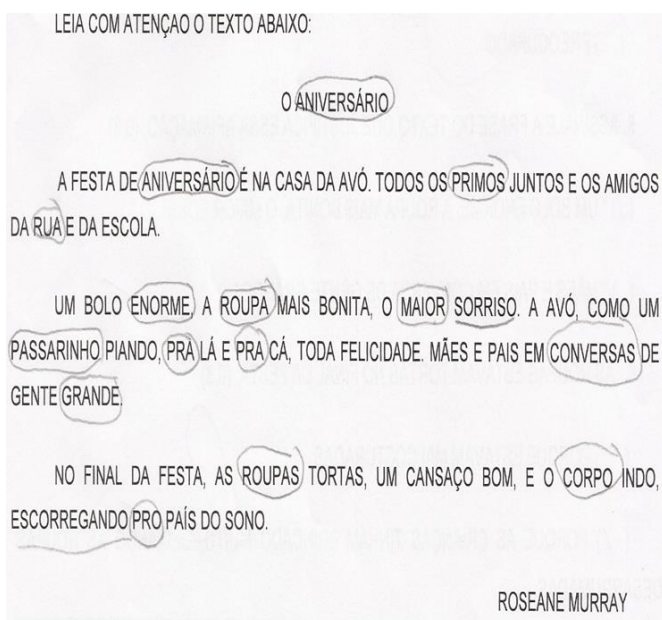 LEIA COM ATENÇAO O TEXTO ABAIXO:
O ANIVERSÁRIO
A FESTA DE ANIVERSÁRIO É NA CASA DA AVÓ. TODOS OS PRIMOS JUNTOS E OS AMIGOS
DA RUA E DA ESCOLA.
UM BOLO ENORME, A ROUPA MAIS BONITA, O MAIOR SORRISO. A AVÓ, COMO UM
PASSARINHO PIANDO, PRA LÁ E PRA CÁ, TODA FELICIDADE. MÃES E PAIS EM CONVERSAS DE
GENTE GRANDE.
NO FINAL DA FESTA, AS ROUPAS TORTAS, UM CANSAÇO BOM, E O CORPO INDO,
ESCORREGANDO PRO PAÍS DO SONO.
ROSEANE MURRAY